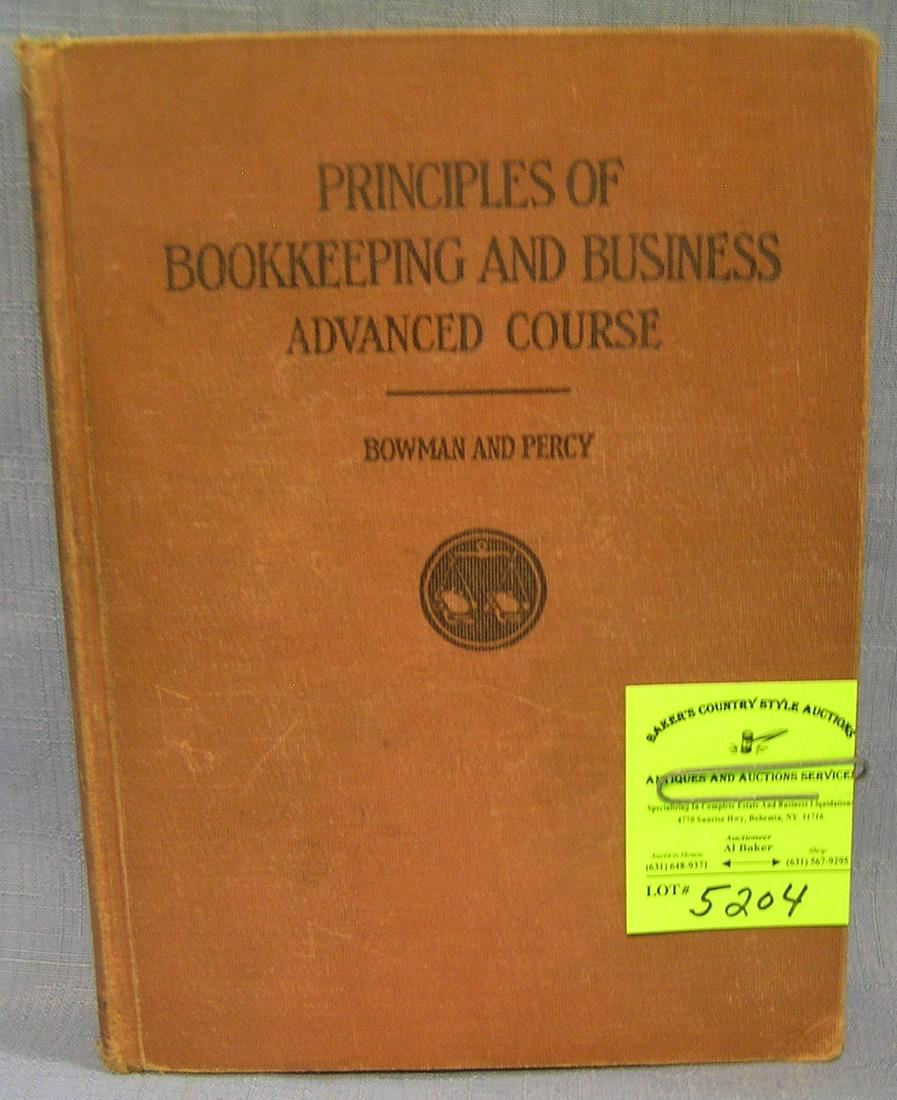 PRINCIPLES OF
BOOKKEEPING AND BUSINESS
ADVANCED COURSE
BOWMAN AND PERCY
BAKER'S COUNTRY STYLE AUCTIONS
ANTIQUES AND AUCTIONS SERVICES
Specializing In Complete Estate And Business Liquidations
4770 Sunrise Hwy, Bohemia, NY 11716
Auctioneer
Al Baker
Auction House
Shop
(631) 648-9371
(631) 567-9295
LOT# 5204